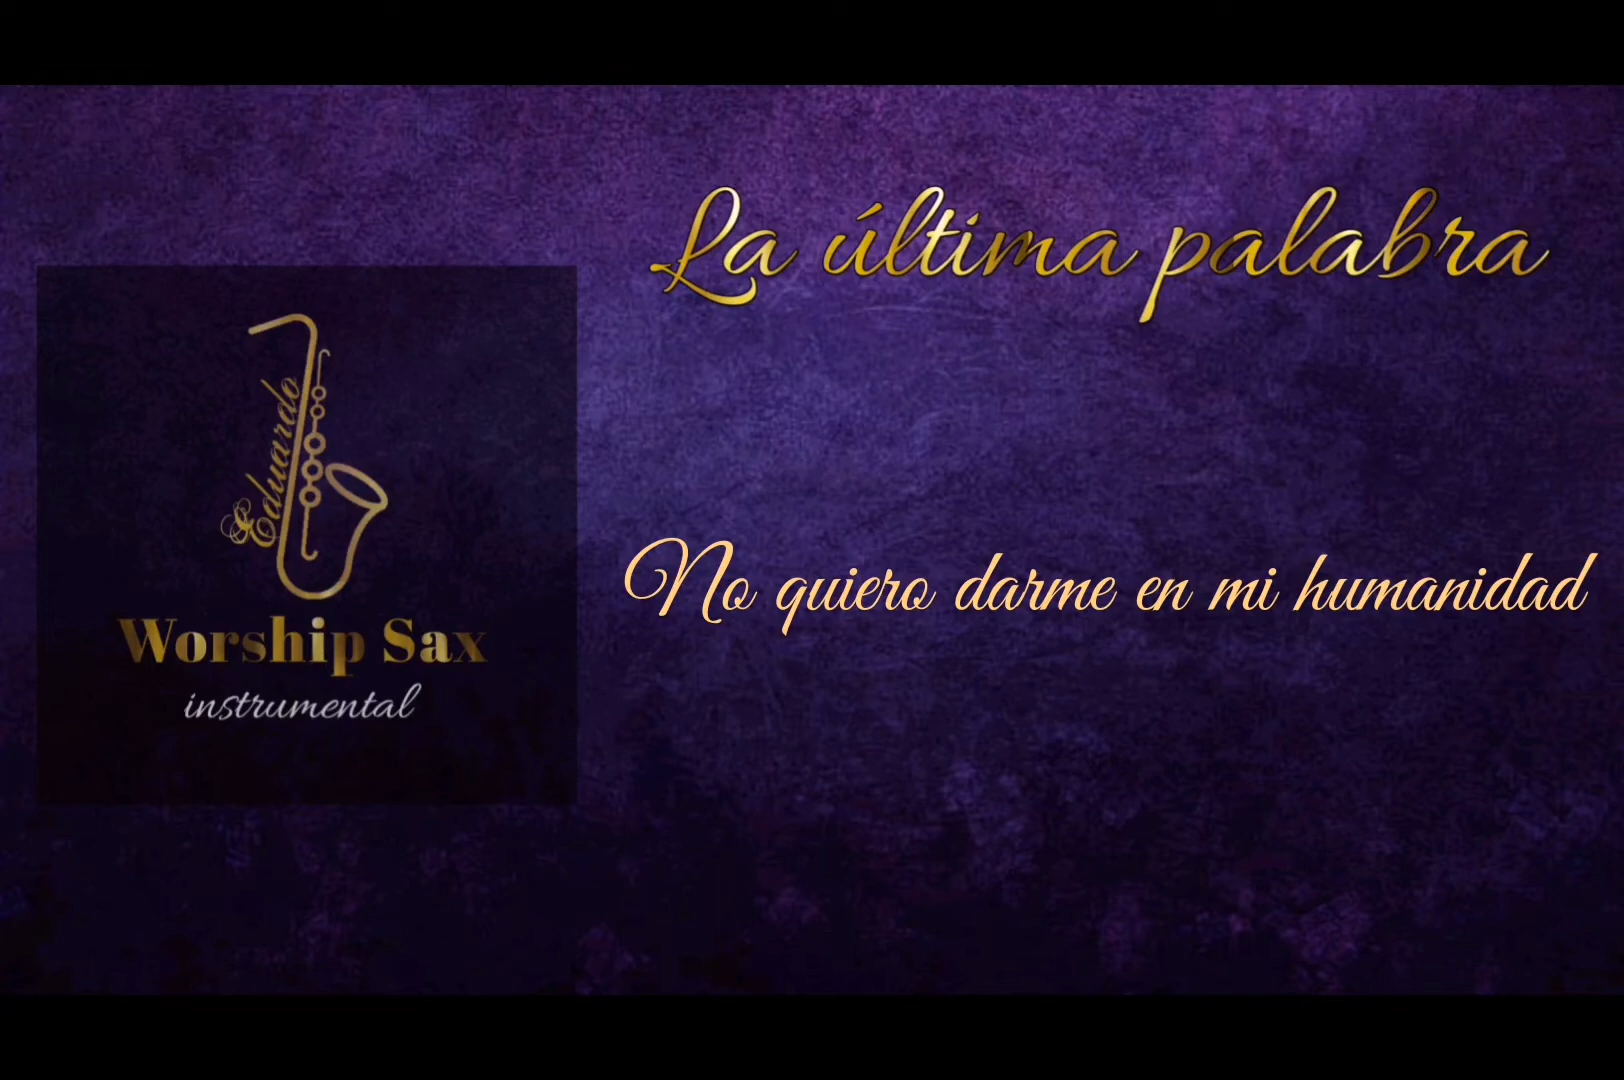 La última palabra
Eduardo
Worship Sax
instrumental
No quiero darme en mi humanidad